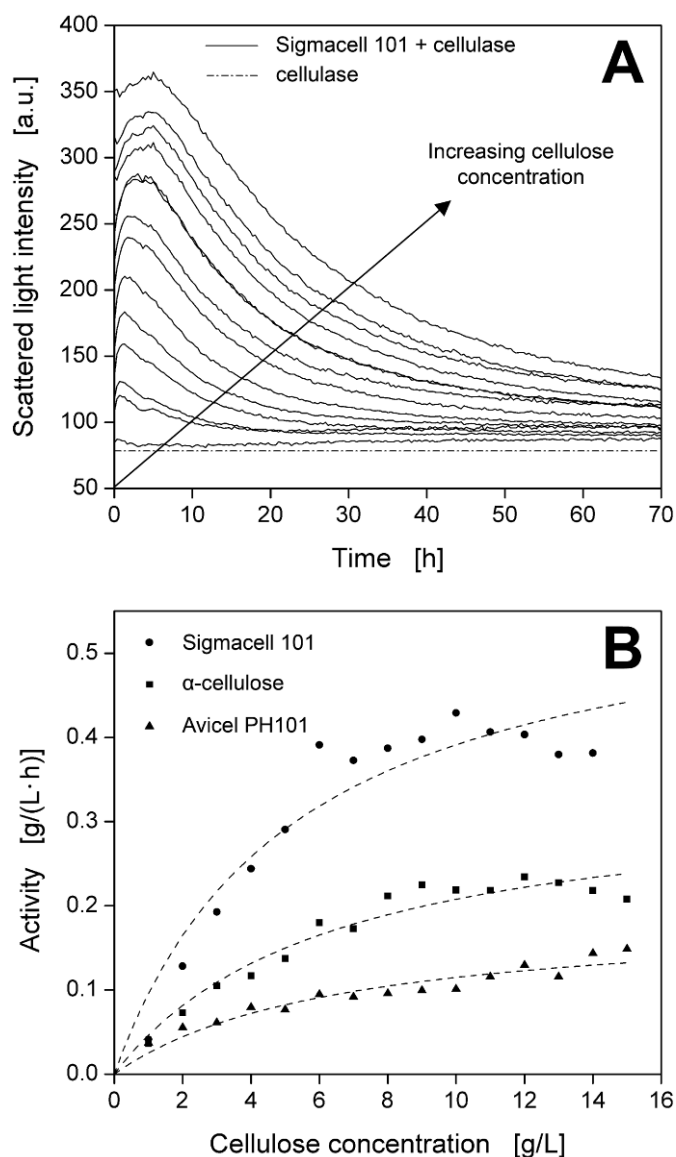 A
Sigmacell 101 + cellulase
cellulase
Increasing cellulose
concentration
Scattered light intensity [a.u.]
400
350
300
250
200
150
100
50
0
10
20
30
40
50
60
70
Time [h]
B
Sigmacell 101
α-cellulose
Avicel PH101
Activity [g/(L·h)]
0.5
0.4
0.3
0.2
0.1
0.0
0
2
4
6
8
10
12
14
16
Cellulose concentration [g/L]